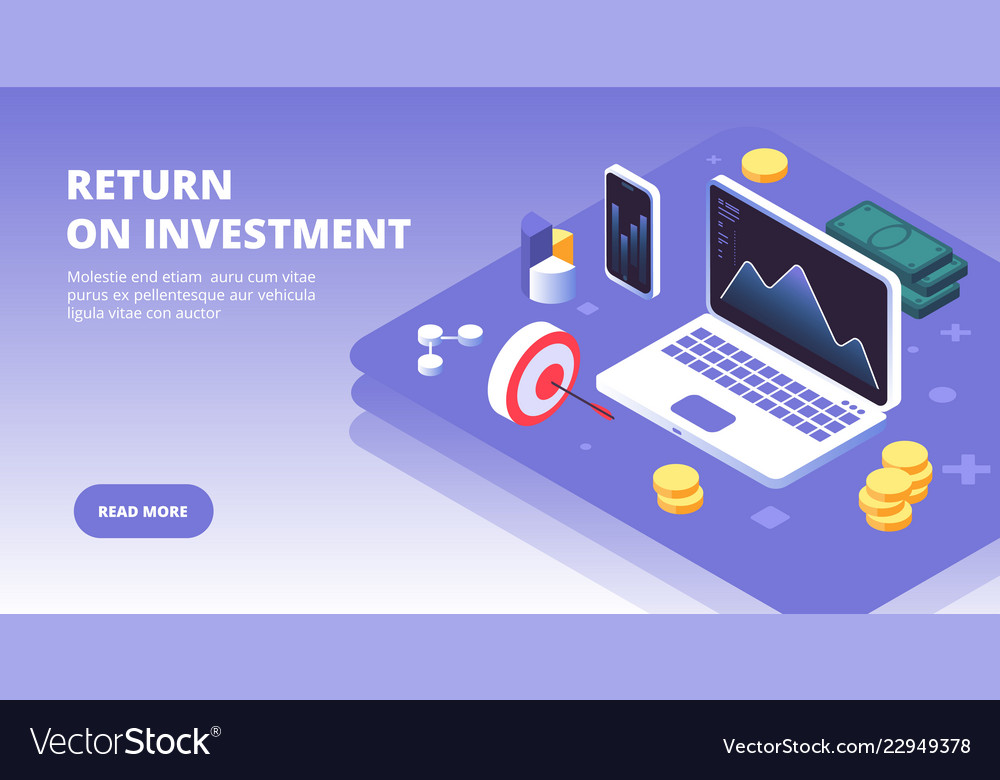 RETURN
ON INVESTMENT
Molestie end etiam auru cum vitae
purus ex pellentesque aur vehicula
ligula vitae con auctor
READ MORE
VectorStock®
VectorStock.com/22949378